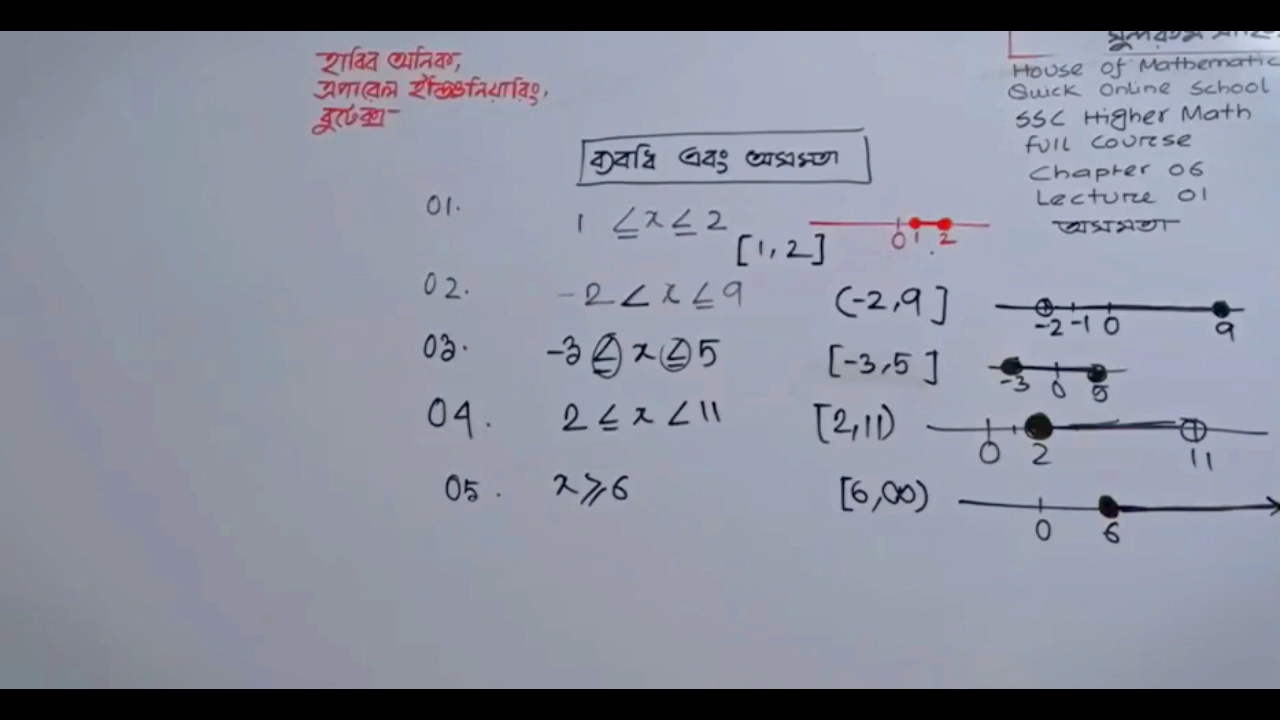 হাবিব অনিক,
এপারেল ইঞ্জিনিয়ারিং,
বুটেক্স
House of Mathematic
Quick Online School
SSC Higher Math
Full Course
Chapter 06
Lecture 01
অসমতা
ব্যবধি এবং অসমতা
01. 1 ≤ x ≤ 2 [1, 2] 0 1 2
02. -2 < x ≤ 9 (-2, 9] -2 -1 0 9
03. -3 ≤ x ≤ 5 [-3, 5] -3 0 5
04. 2 ≤ x < 11 [2, 11) 0 2 11
05. x ≥ 6 [6, ∞) 0 6